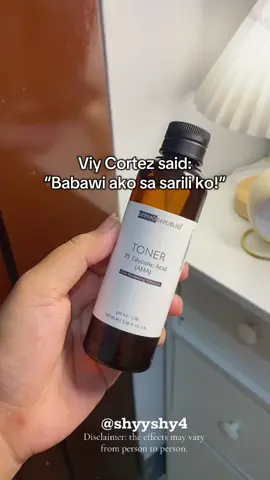 Viy Cortez said:
“Babawi ako sa sarili ko!”
DERMOREPUBLIQ
TONER
Glycolic Acid
(AHA)
@shyyshy4
Disclaimer: the effects may vary
from person to person.